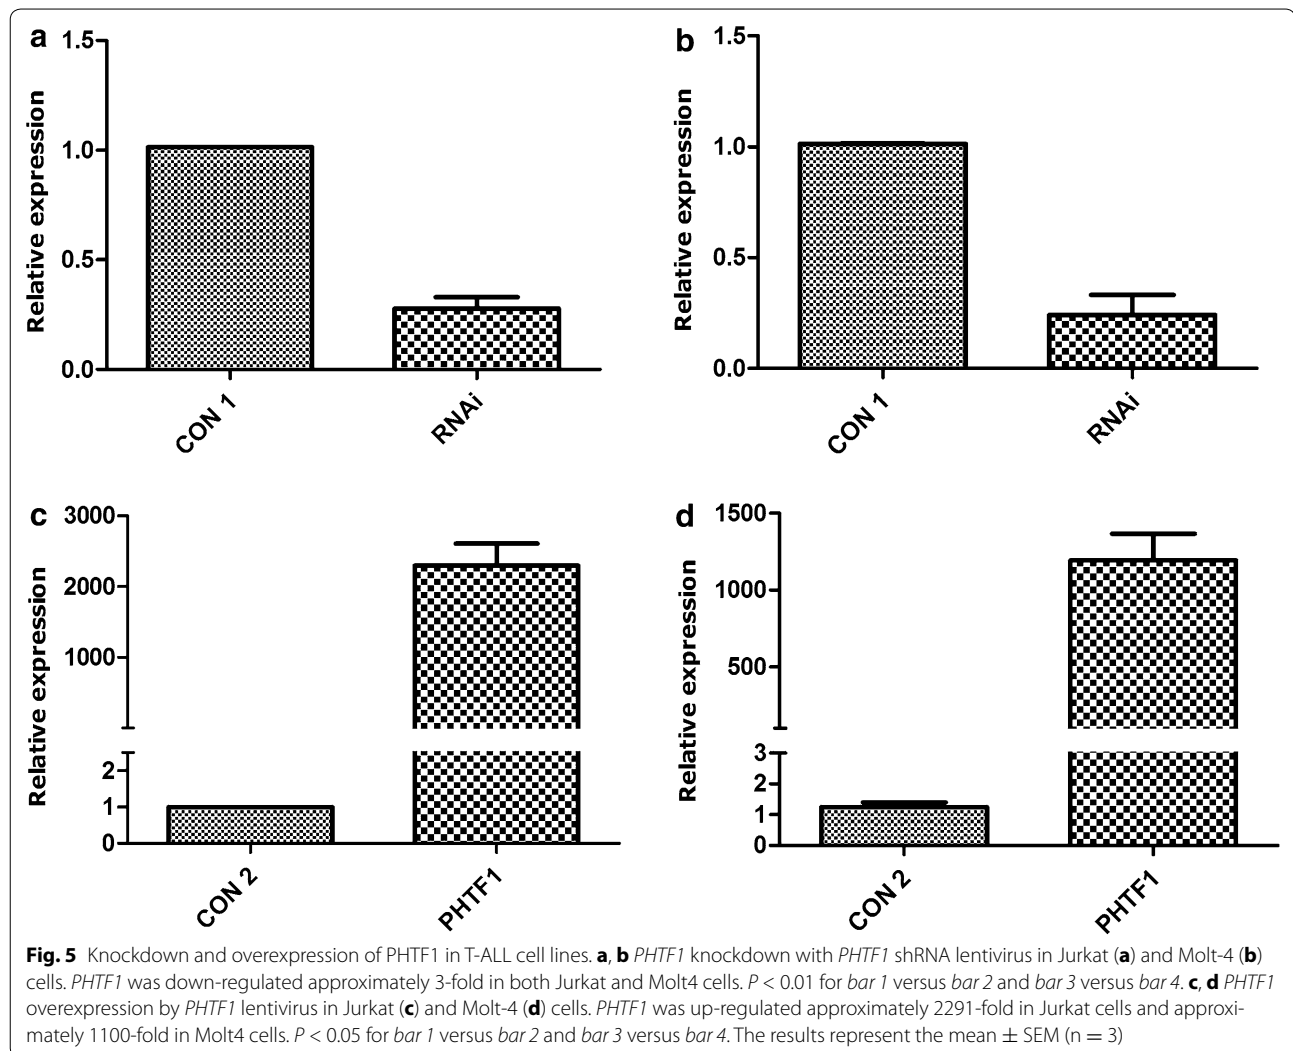 a
1.5
1.0
0.5
0.0
Relative expression
CON 1
RNAi
b
1.5
1.0
0.5
0.0
Relative expression
CON 1
RNAi
c
3000
2000
1000
2
1
0
Relative expression
CON 2
PHTF1
d
1500
1000
500
3
2
1
0
Relative expression
CON 2
PHTF1
Fig. 5 Knockdown and overexpression of PHTF1 in T-ALL cell lines. a, b PHTF1 knockdown with PHTF1 shRNA lentivirus in Jurkat (a) and Molt-4 (b)
cells. PHTF1 was down-regulated approximately 3-fold in both Jurkat and Molt4 cells. P < 0.01 for bar 1 versus bar 2 and bar 3 versus bar 4. c, d PHTF1
overexpression by PHTF1 lentivirus in Jurkat (c) and Molt-4 (d) cells. PHTF1 was up-regulated approximately 2291-fold in Jurkat cells and approxi-
mately 1100-fold in Molt4 cells. P < 0.05 for bar 1 versus bar 2 and bar 3 versus bar 4. The results represent the mean ± SEM (n = 3)